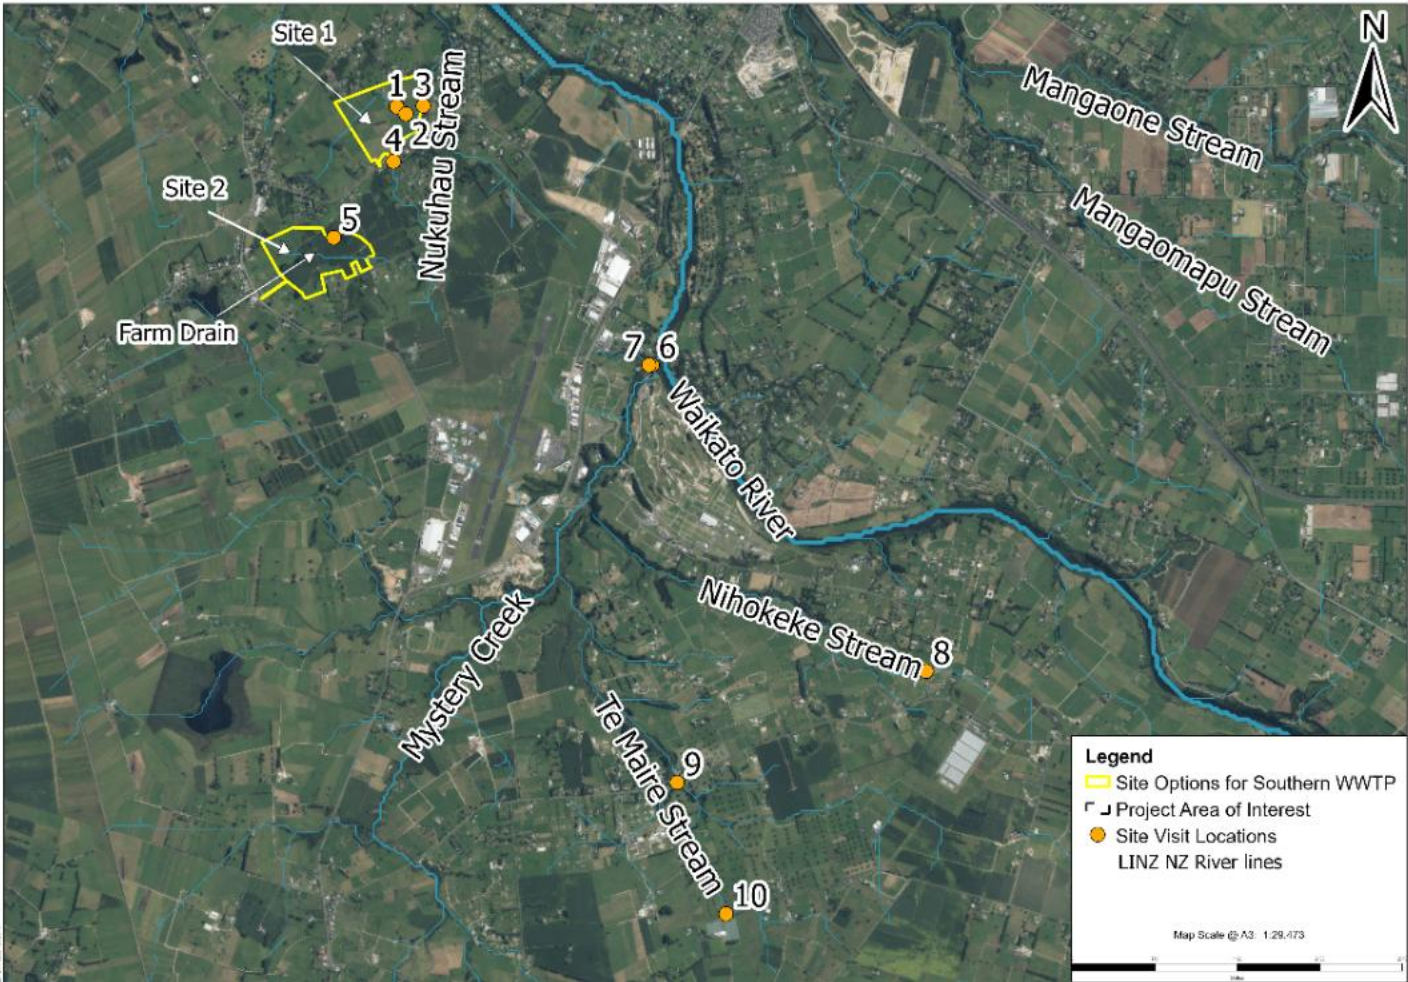 N
Site 1
1
3
2
4
Nukuhau Stream
Mangaone Stream
Mangaomapu Stream
Site 2
5
Farm Drain
7
6
Waikato River
Nihokeke Stream
8
Mystery Creek
Te Maire Stream
9
10
Legend
Site Options for Southern WWTP
Project Area of Interest
Site Visit Locations
LINZ NZ River lines
Map Scale @ A3: 1:29,473